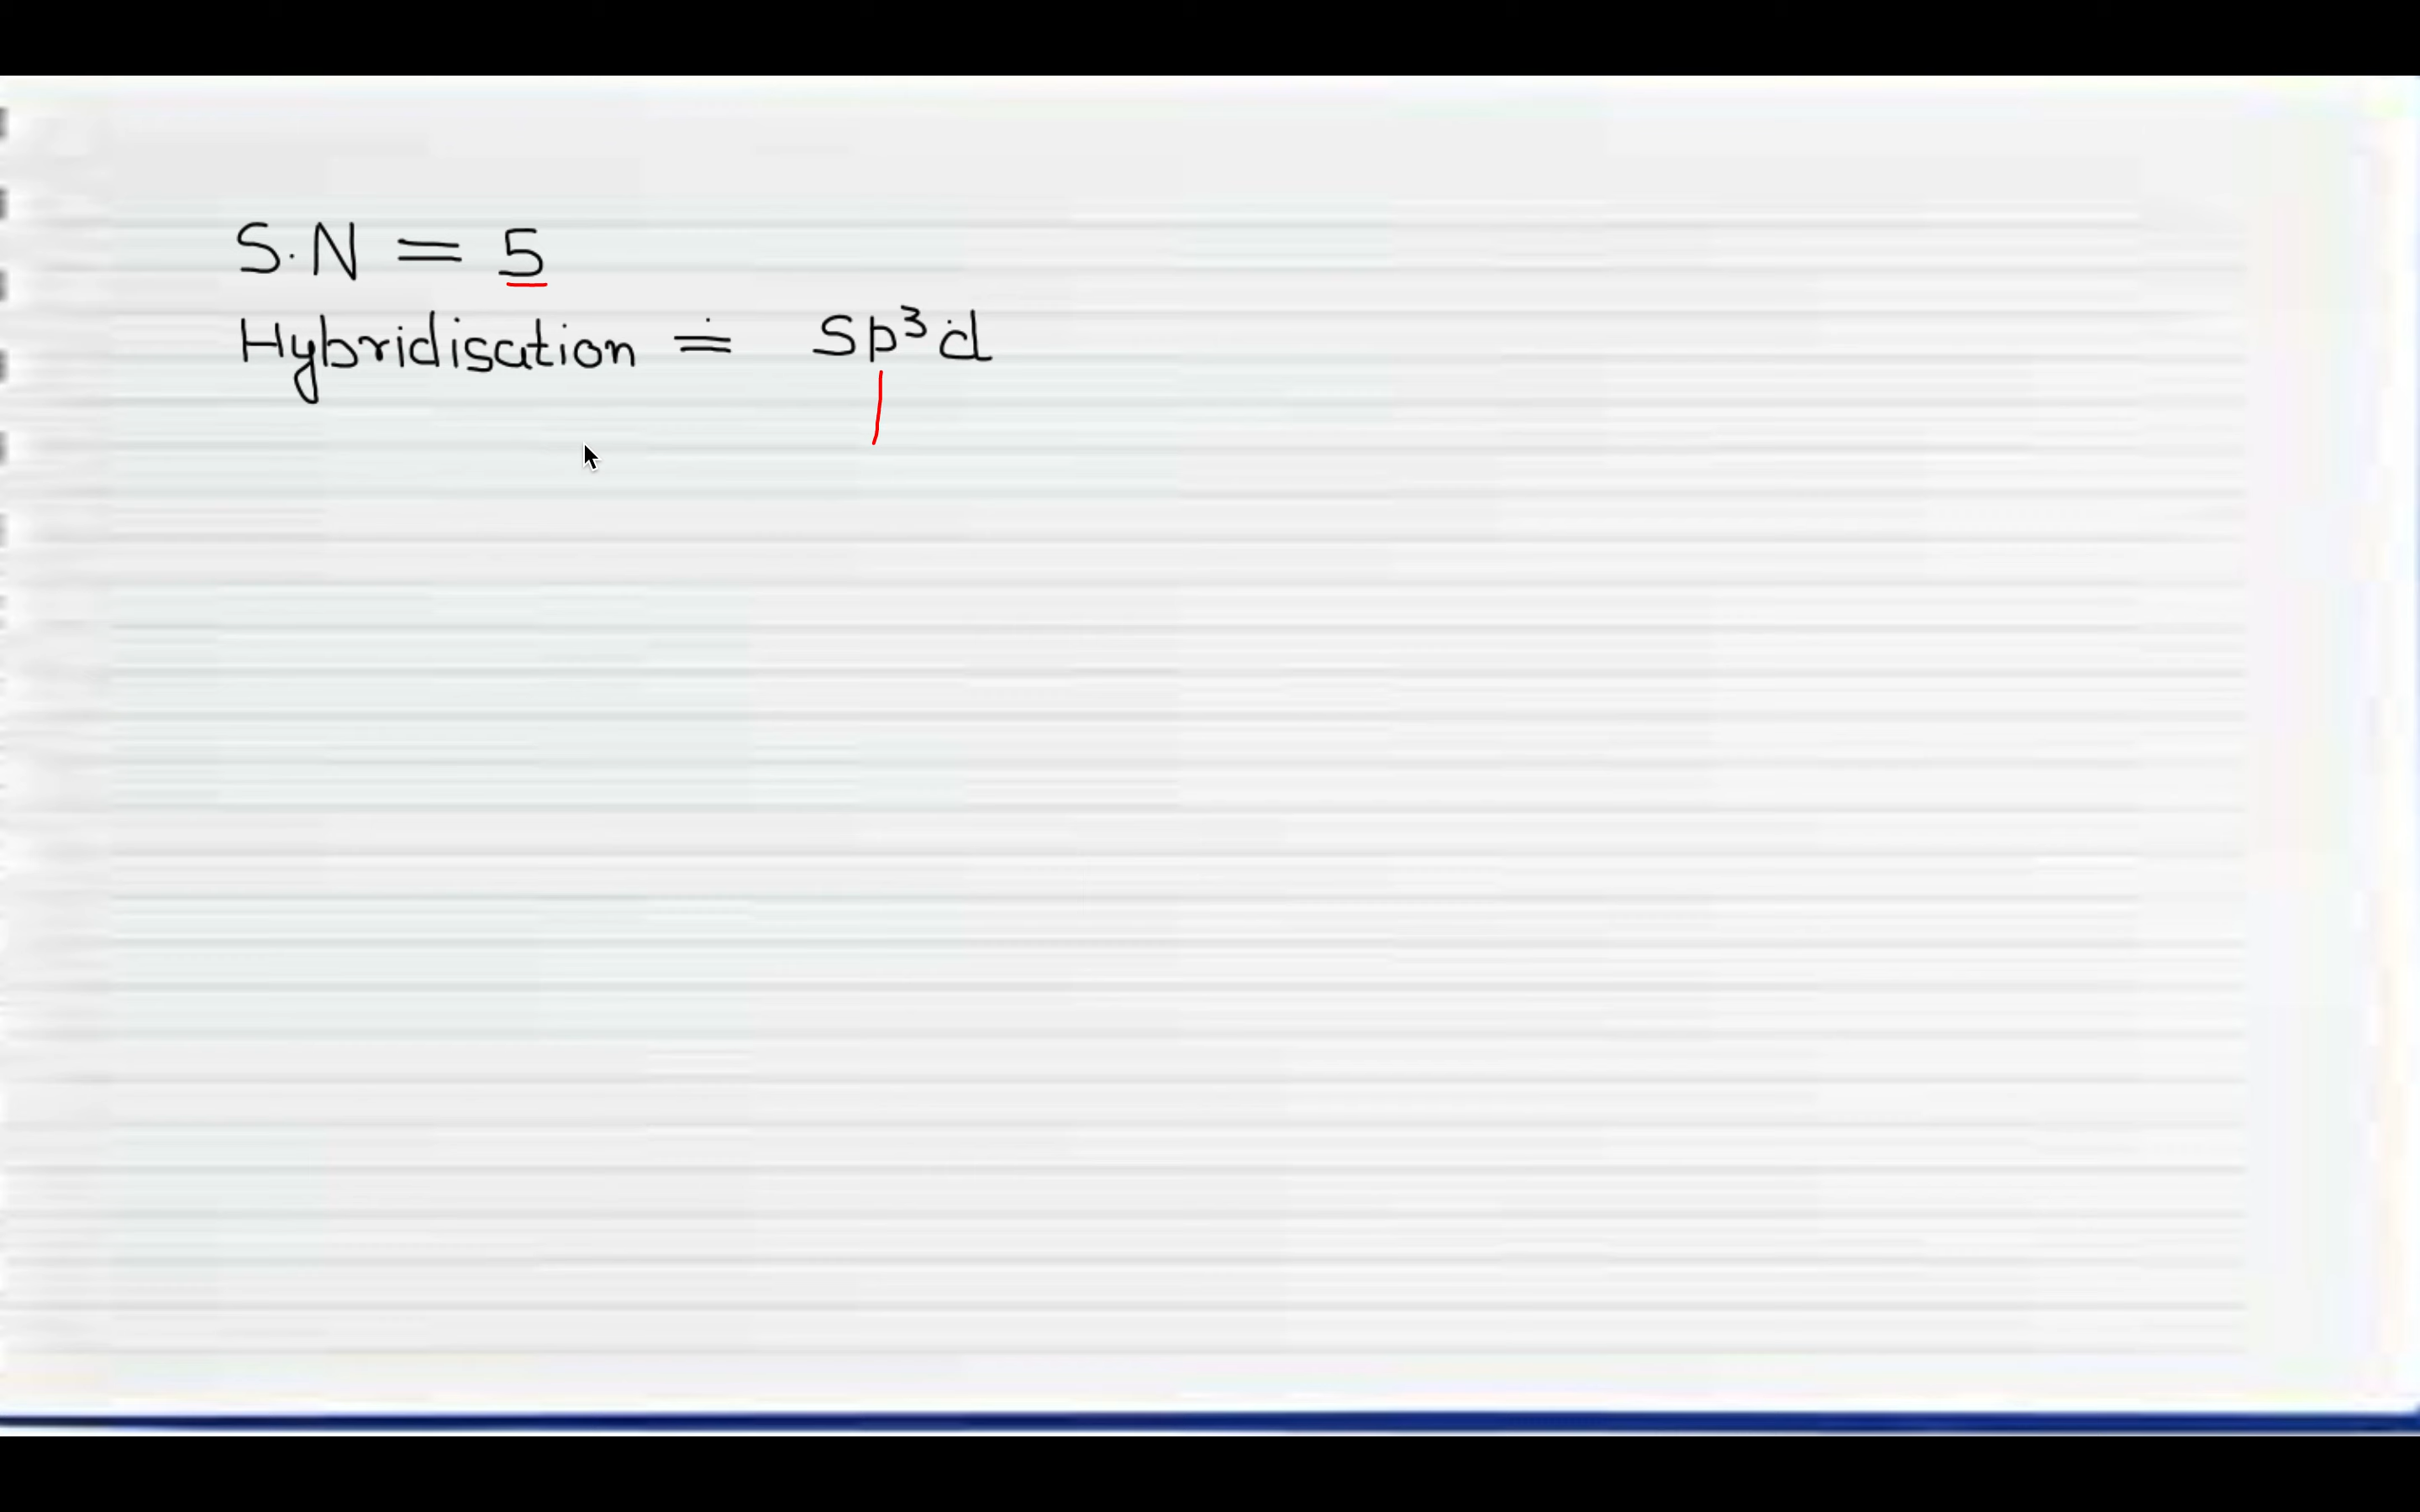 S.N = 5
Hybridisation = Sp³d